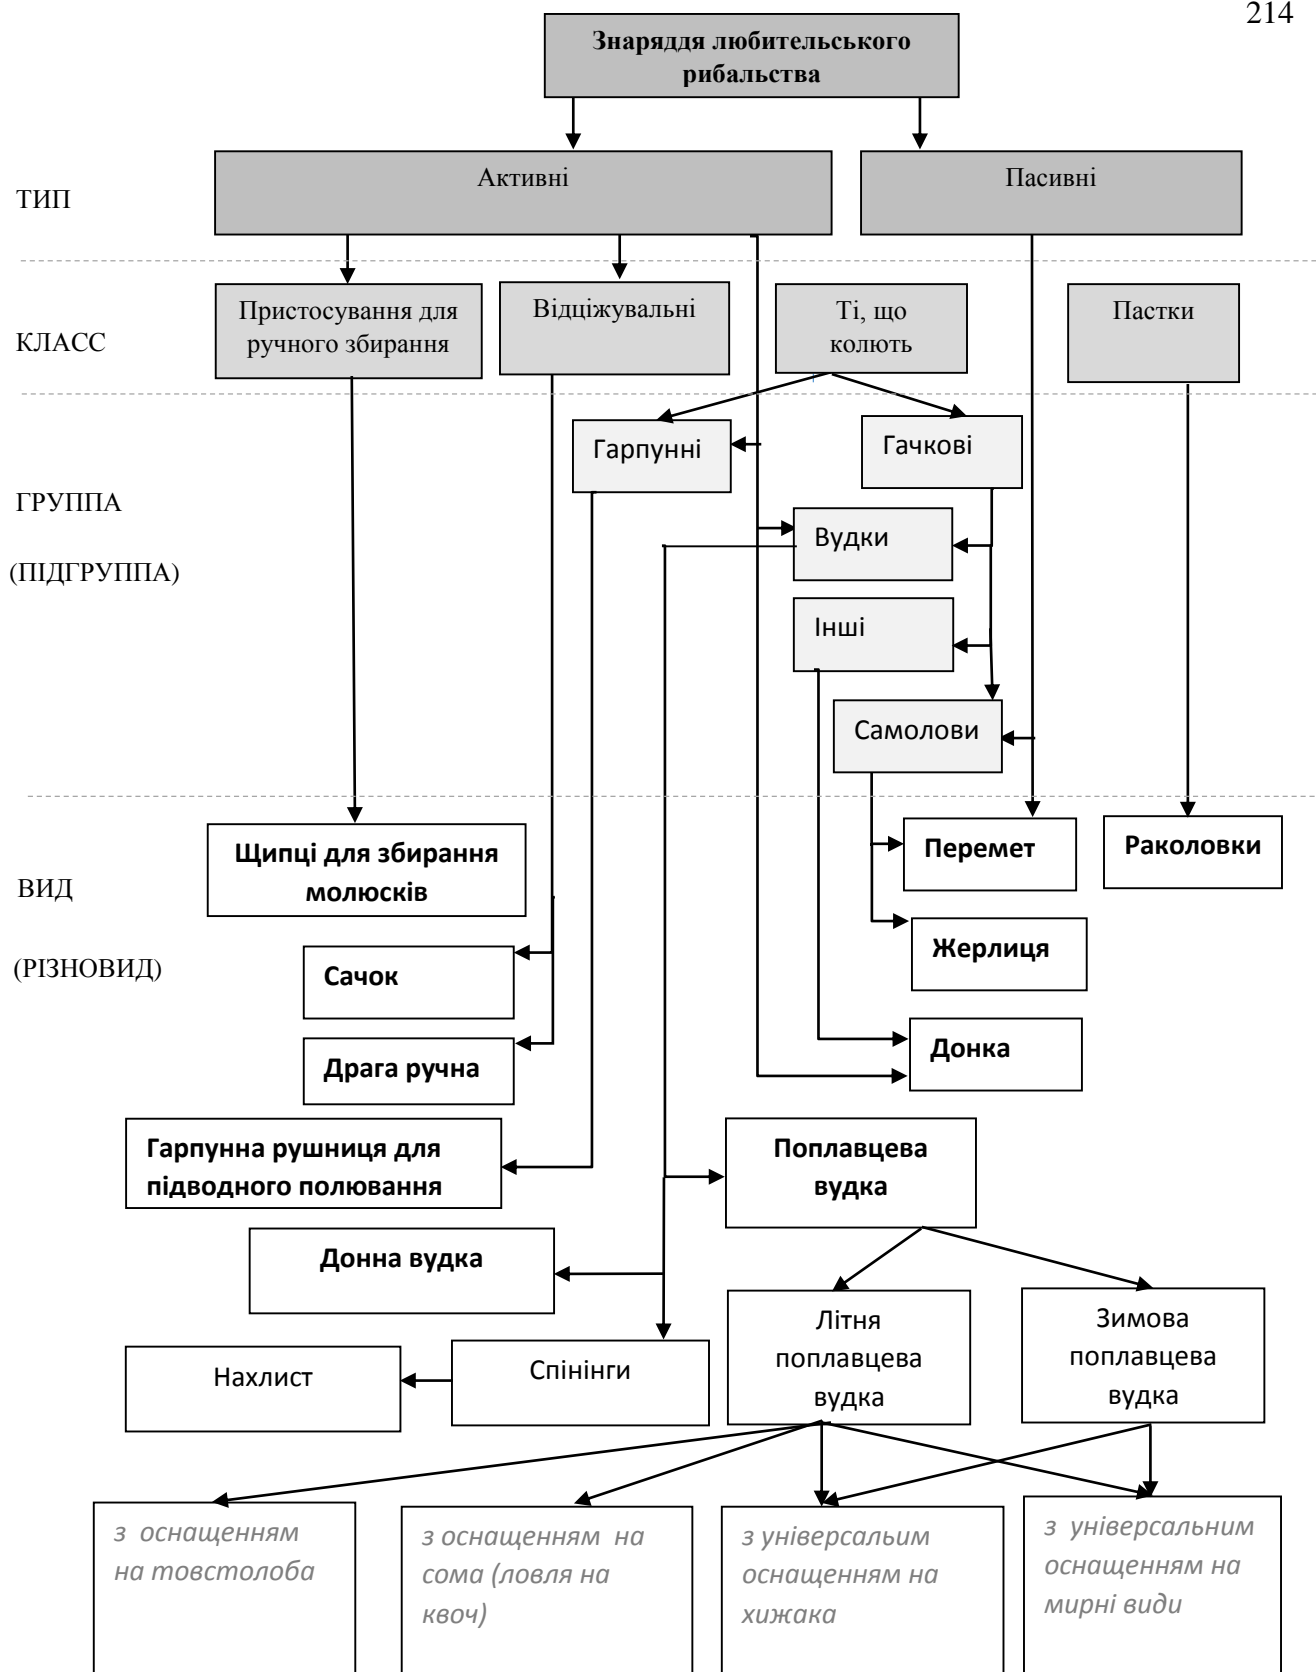 214
Знаряддя любительського
рибальства
Активні
Пасивні
ТИП
Пристосування для
ручного збирання
Відціжувальні
Ті, що
колють
Пастки
КЛАСС
Гарпунні
Гачкові
ГРУППА
Вудки
(ПІДГРУППА)
Інші
Самолови
Щипці для збирання
молюсків
Перемет
Раколовки
ВИД
Жерлиця
(РІЗНОВИД)
Сачок
Донка
Драга ручна
Гарпунна рушниця для
підводного полювання
Поплавцева
вудка
Донна вудка
Літня
поплавцева
вудка
Зимова
поплавцева
вудка
Нахлист
Спінінги
з оснащенням
на товстолоба
з оснащенням на
сома (ловля на
квоч)
з універсальим
оснащенням на
хижака
з універсальним
оснащенням на
мирні види